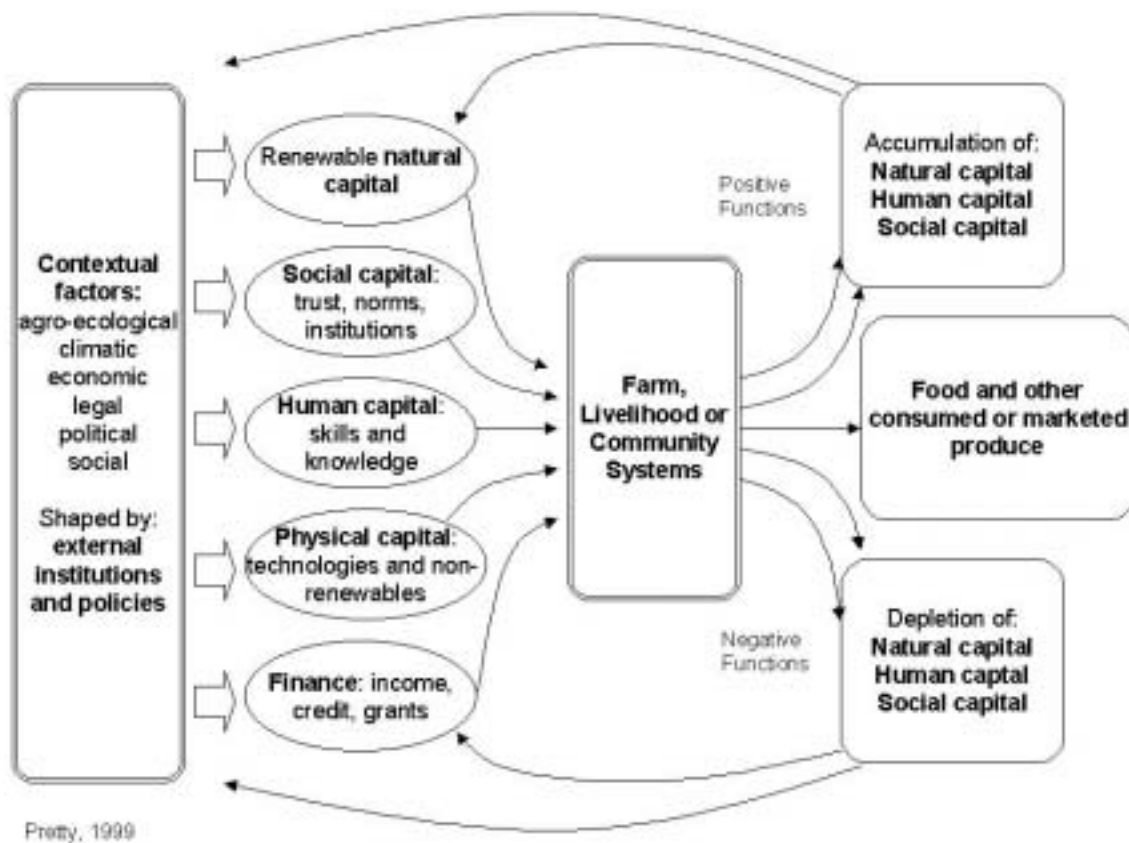 Contextual
factors:
agro-ecological
climatic
economic
legal
political
social
Shaped by:
external
institutions
and policies
Renewable natural
capital
Social capital:
trust, norms,
institutions
Human capital:
skills and
knowledge
Physical capital:
technologies and non-
renewables
Finance: income,
credit, grants
Farm,
Livelihood or
Community
Systems
Positive
Functions
Negative
Functions
Accumulation of:
Natural capital
Human capital
Social capital
Food and other
consumed or marketed
produce
Depletion of:
Natural capital
Human captal
Social capital
Pretty, 1999